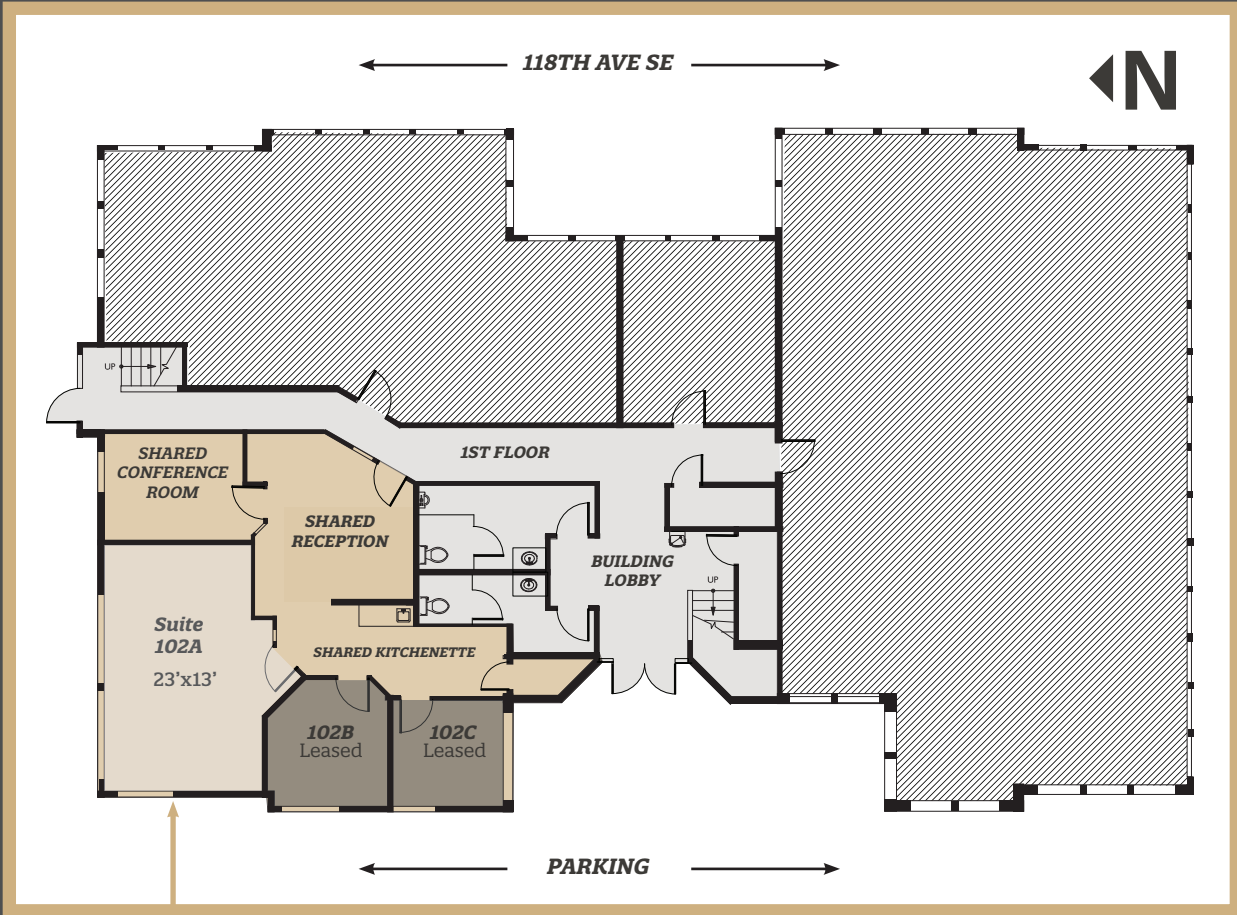 118TH AVE SE
N
UP
1ST FLOOR
SHARED
CONFERENCE
ROOM
SHARED
RECEPTION
BUILDING
LOBBY
UP
Suite
102A
23'x13'
SHARED KITCHENETTE
102B
Leased
102C
Leased
PARKING